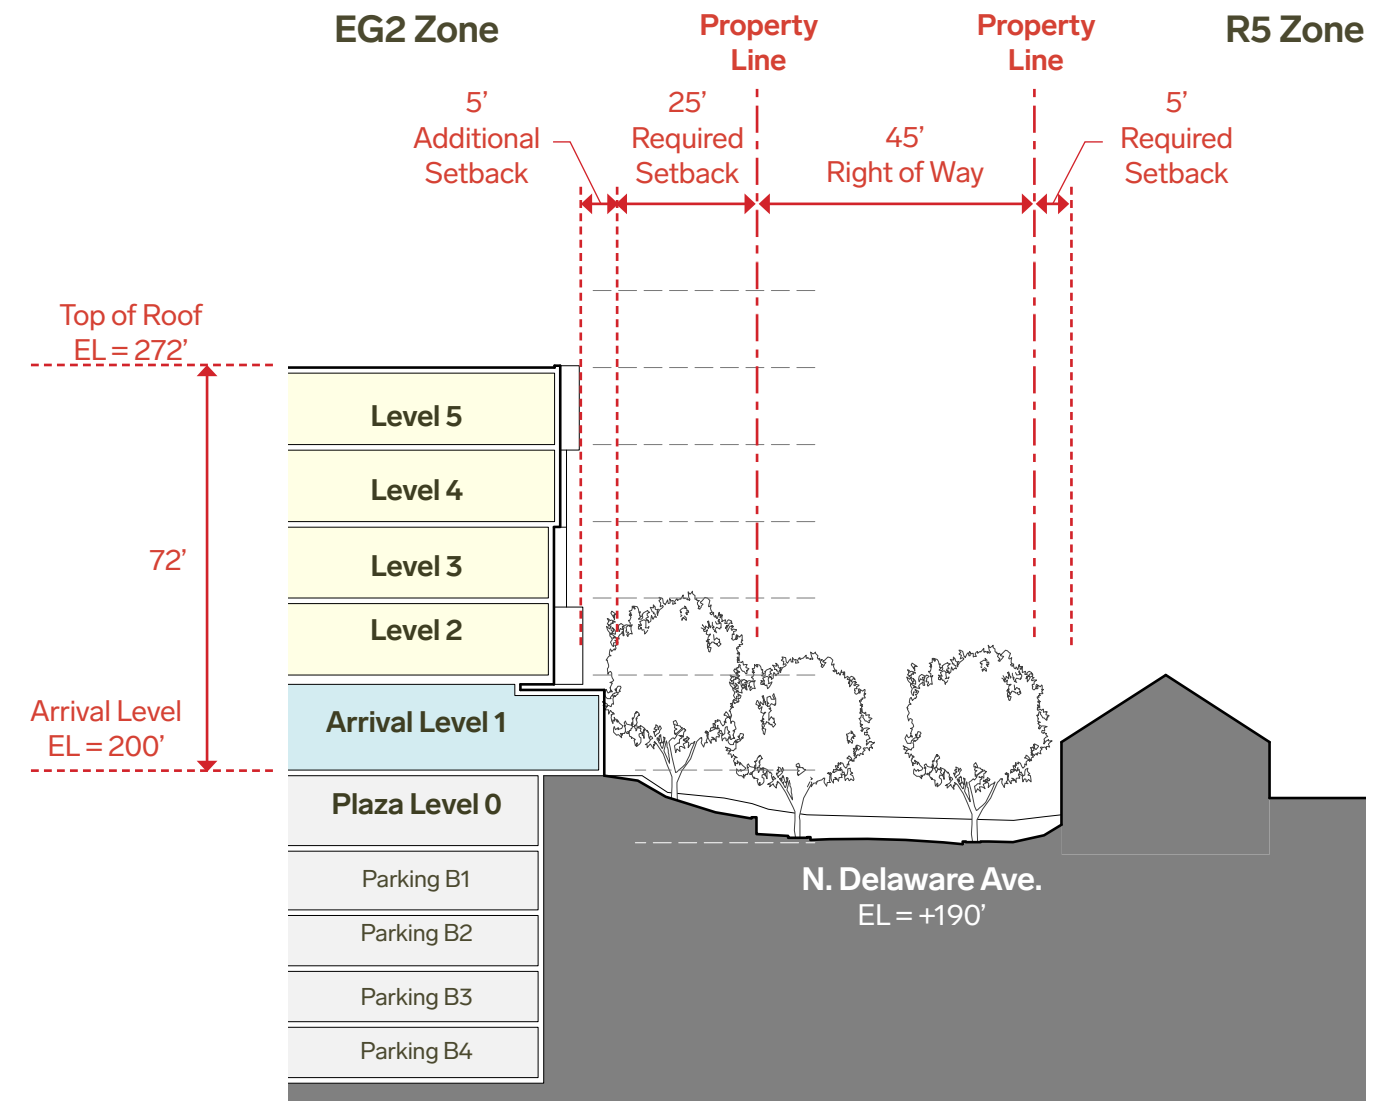 EG2 Zone
Property
Line
Property
Line
R5 Zone
5’
Additional
Setback
25’
Required
Setback
45’
Right of Way
5’
Required
Setback
Top of Roof
EL = 272’
72’
Arrival Level
EL = 200’
Level 5
Level 4
Level 3
Level 2
Arrival Level 1
Plaza Level 0
Parking B1
Parking B2
Parking B3
Parking B4
N. Delaware Ave.
EL = +190’